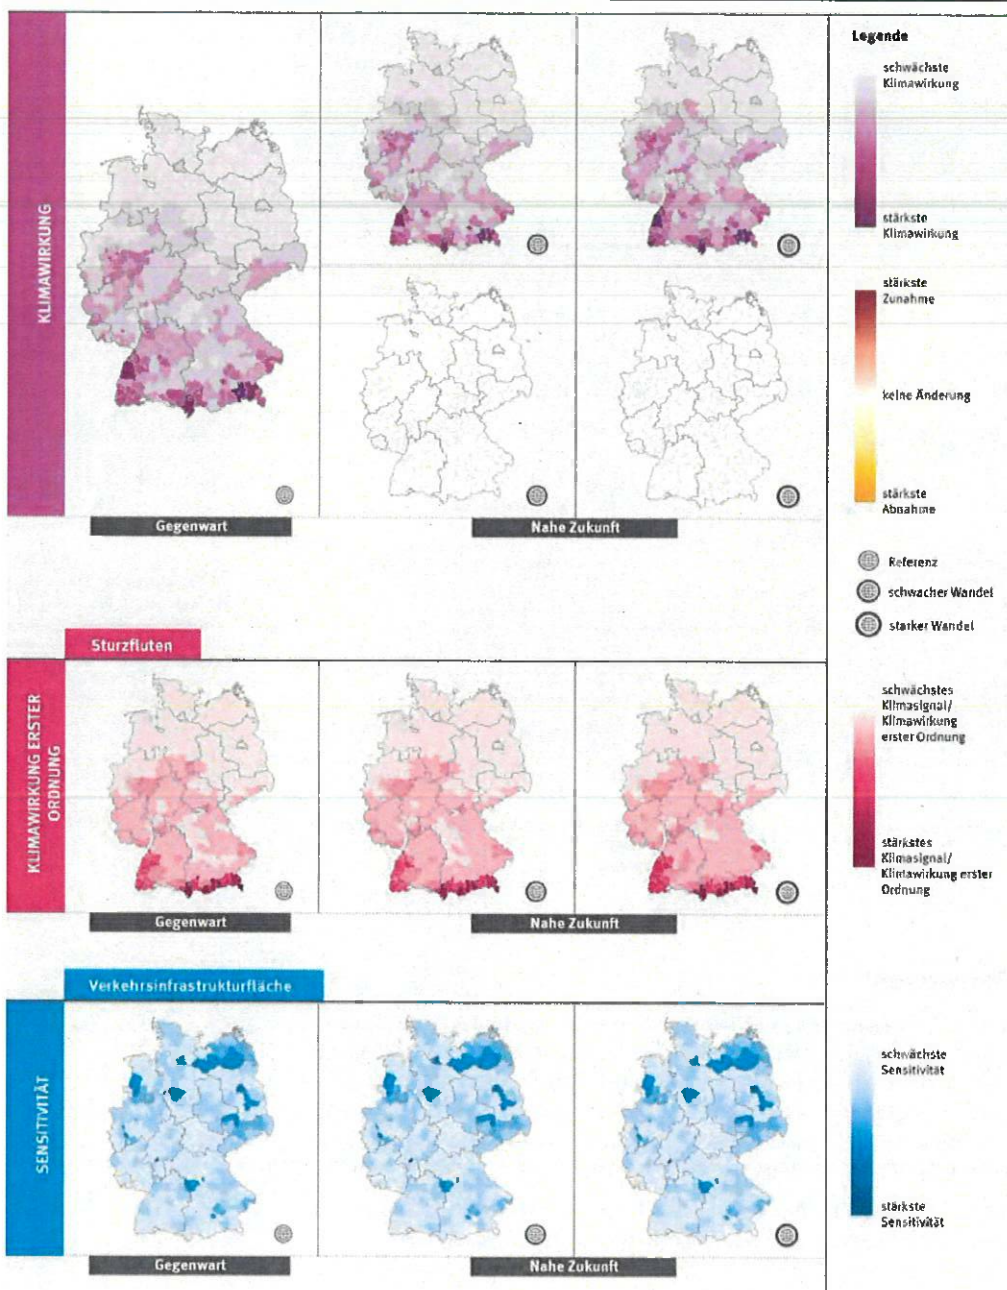 KLIMAWIRKUNG
Gegenwart
Nahe Zukunft
Legende
schwächste
Klimawirkung
stärkste
Klimawirkung
stärkste
Zunahme
keine Änderung
stärkste
Abnahme
Referenz
schwacher Wandel
starker Wandel
Sturzfluten
KLIMAWIRKUNG ERSTER
ORDNUNG
Gegenwart
Nahe Zukunft
schwächstes
Klimasignal/
Klimawirkung
erster Ordnung
stärkstes
Klimasignal/
Klimawirkung erster
Ordnung
Verkehrsinfrastrukturfläche
SENSITIVITÄT
Gegenwart
Nahe Zukunft
schwächste
Sensitivität
stärkste
Sensitivität